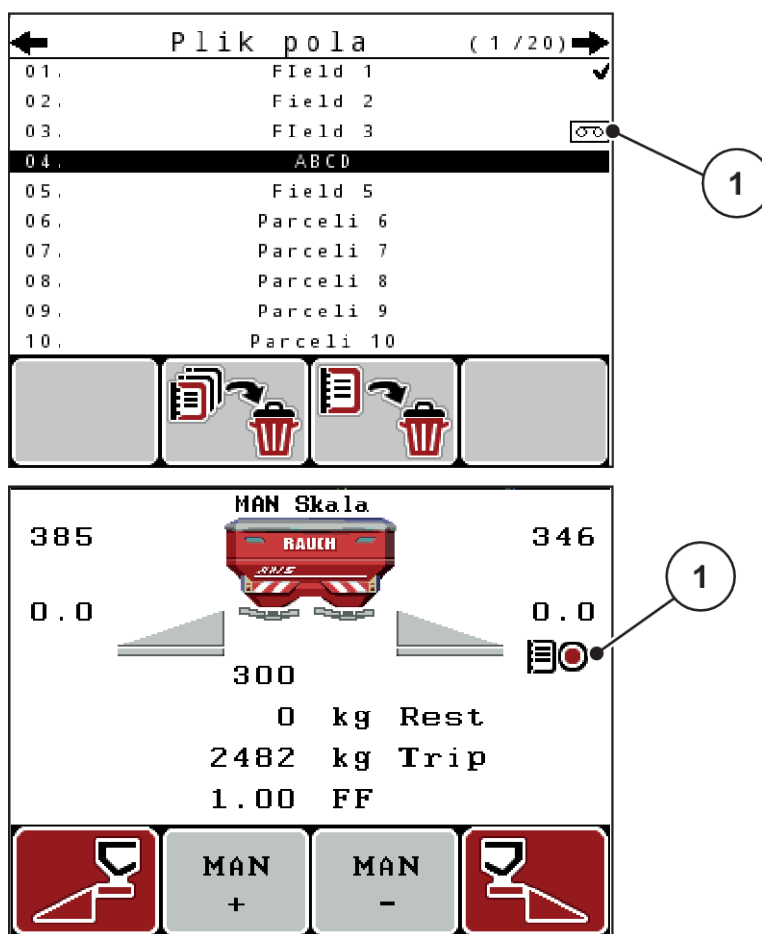 Plik pola (1/20)
01. FIeld 1
02. Field 2
03. FIeld 3
1
04. ABCD
05. Field 5
06. Parceli 6
07. Parceli 7
08. Parceli 8
09. Parceli 9
10. Parceli 10
MAN Skala
385 346
RAUCH
AXIS
1
0.0 0.0
300
0 kg Rest
2482 kg Trip
1.00 FF
MAN + MAN -